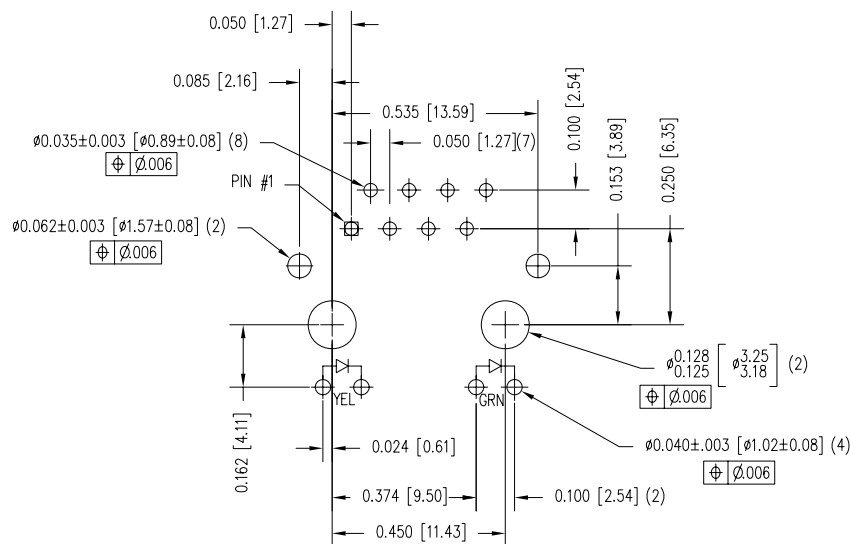 0.050 [1.27]
0.085 [2.16]
0.535 [13.59]
0.100 [2.54]
ø0.035±0.003 [ø0.89±0.08] (8)
0.050 [1.27](7)
⌖ Ø.006
0.153 [3.89]
0.250 [6.35]
PIN #1
ø0.062±0.003 [ø1.57±0.08] (2)
⌖ Ø.006
ø0.128 0.125 [ø3.25 3.18] (2)
⌖ Ø.006
YEL
GRN
0.162 [4.11]
0.024 [0.61]
ø0.040±.003 [ø1.02±0.08] (4)
⌖ Ø.006
0.374 [9.50]
0.100 [2.54] (2)
0.450 [11.43]